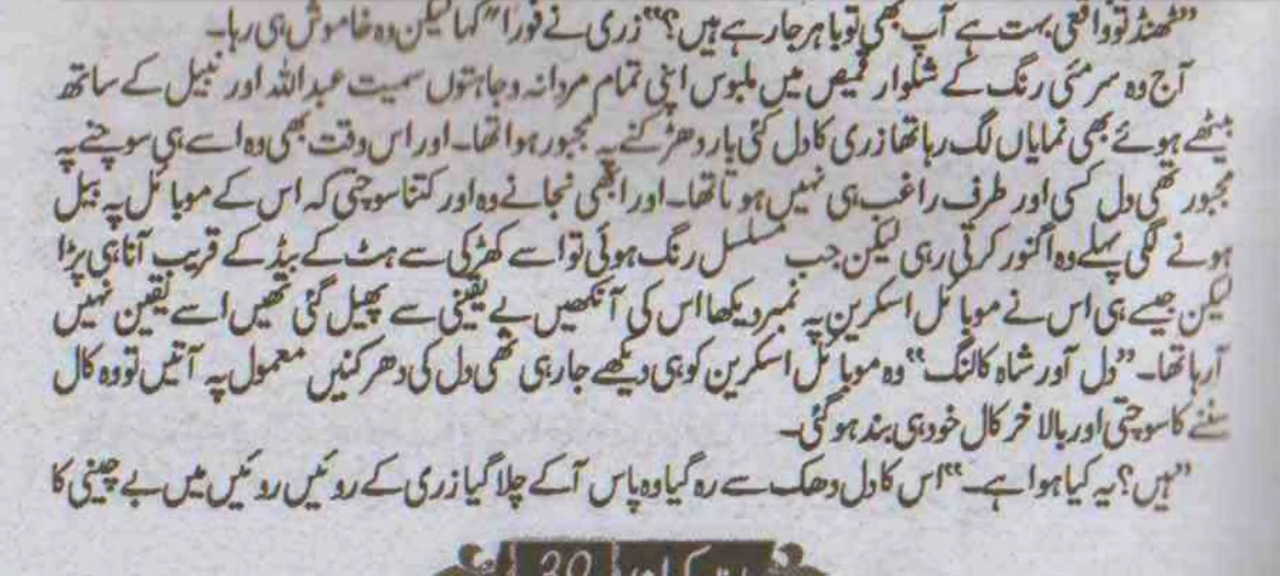 ”ٹھنڈ تو واقعی بہت ہے آپ بھی تو باہر جا رہے ہیں؟“ زری نے فوراً“ کہا لیکن وہ خاموش ہی رہا۔
آج وہ سرمئی رنگ کے شلوار قمیص میں ملبوس اپنی تمام مردانہ وجاہتوں سمیت عبداللہ اور نبیل کے ساتھ
بیٹھے ہوئے بھی نمایاں لگ رہا تھا زری کا دل کئی بار دھڑکنے پہ مجبور ہوا تھا۔ اور اس وقت بھی وہ اسے ہی سوچنے پہ
مجبور تھی دل کسی اور طرف راغب ہی نہیں ہوتا تھا۔ اور ابھی نجانے وہ اور کتنا سوچتی کہ اس کے موبائل پہ بیل
ہونے لگی پہلے وہ اگنور کرتی رہی لیکن جب مسلسل رنگ ہوئی تو اسے کھڑکی سے ہٹ کے بیڈ کے قریب آنا ہی پڑا
لیکن جیسے ہی اس نے موبائل اسکرین پہ نمبر دیکھا اس کی آنکھیں بے یقینی سے پھیل گئی تھیں اسے یقین نہیں
آ رہا تھا۔ ”دل آور شاہ کالنگ“ وہ موبائل اسکرین کو ہی دیکھے جا رہی تھی دل کی دھڑکنیں معمول پہ آتیں تو وہ کال
سننے کا سوچتی اور بالاخر کال خود ہی بند ہو گئی۔
”ہیں؟ یہ کیا ہوا ہے۔“ اس کا دل دھک سے رہ گیا وہ پاس آ کے چلا گیا زری کے روئیں روئیں میں بے چینی کا
39